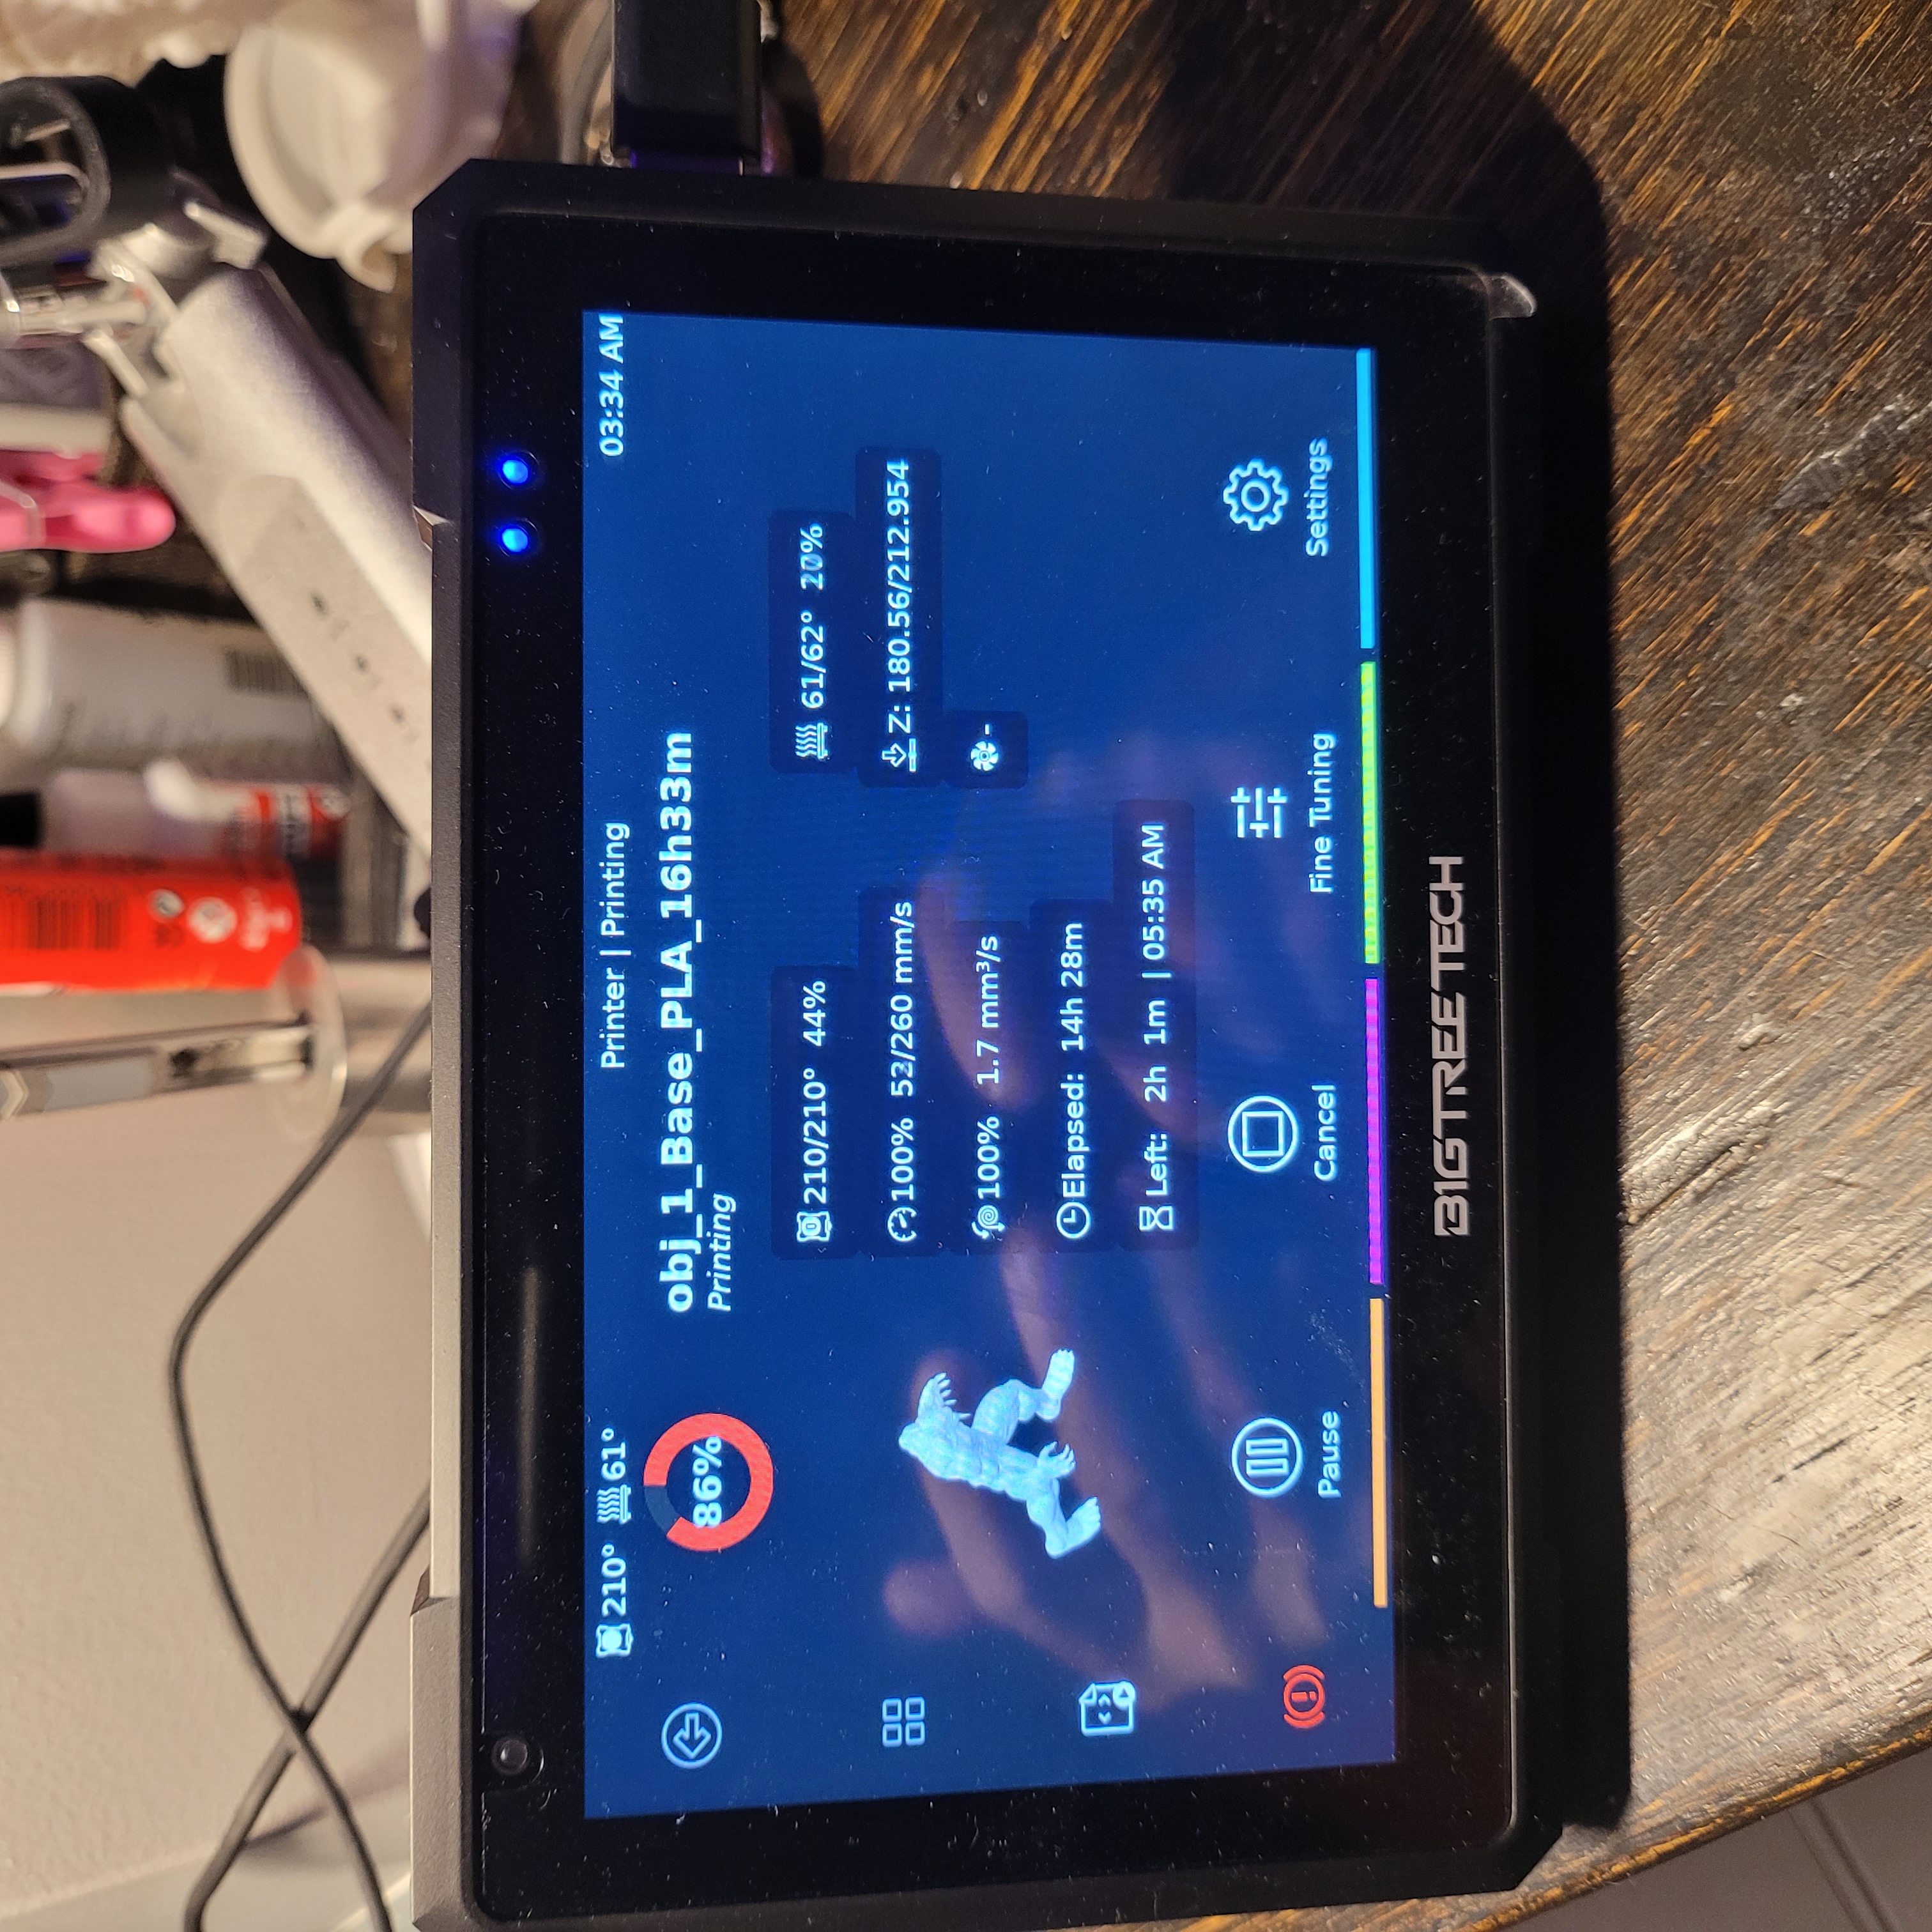 210° 61° Printer | Printing 03:34 AM
86%
obj_1_Base_PLA_16h33m
Printing
0 210/210° 44% 61/62°
100% /260 mm/s Z: 180.56/212.954
100% 1.7 mm³/s -
Elapsed: 14h 28m
Left: 2h 1m | 05:35 AM
Pause Cancel Fine Tuning Settings
BIGTREETECH